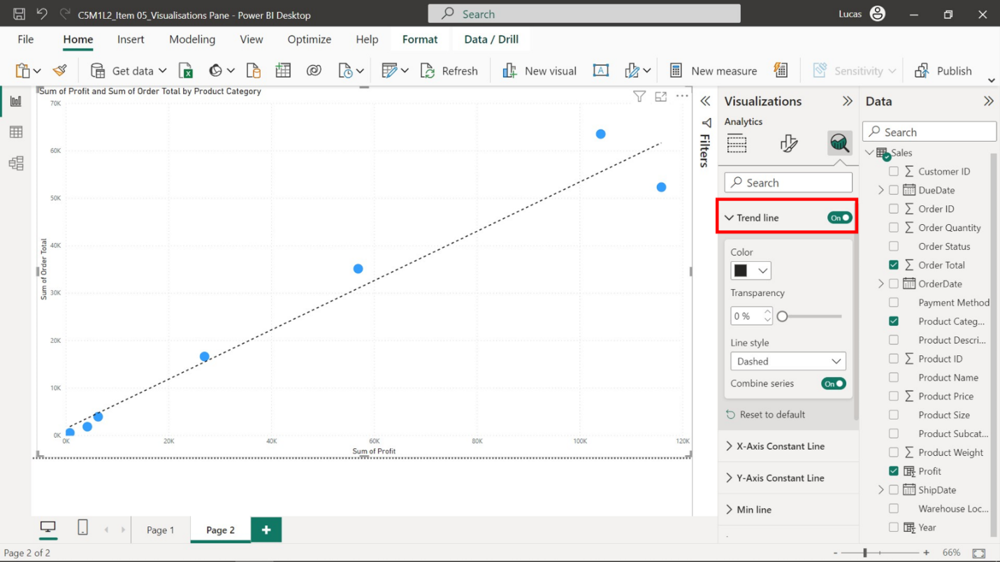 C5M1L2_Item 05_Visualisations Pane - Power BI Desktop
Search
Lucas
File Home Insert Modeling View Optimize Help Format Data / Drill
Get data Refresh New visual New measure Sensitivity Publish
Sum of Profit and Sum of Order Total by Product Category
70K
60K
50K
40K
30K
20K
10K
0K
Sum of Order Total
0K 20K 40K 60K 80K 100K 120K
Sum of Profit
Filters
Visualizations
Analytics
Search
Trend line On
Color
Transparency
0 %
Line style
Dashed
Combine series On
Reset to default
X-Axis Constant Line
Y-Axis Constant Line
Min line
Data
Search
Sales
Customer ID
DueDate
Order ID
Order Quantity
Order Status
Order Total
OrderDate
Payment Method
Product Categ...
Product Descri...
Product ID
Product Name
Product Price
Product Size
Product Subcat...
Product Weight
Profit
ShipDate
Warehouse Loc...
Year
Page 1 Page 2
Page 2 of 2
66%